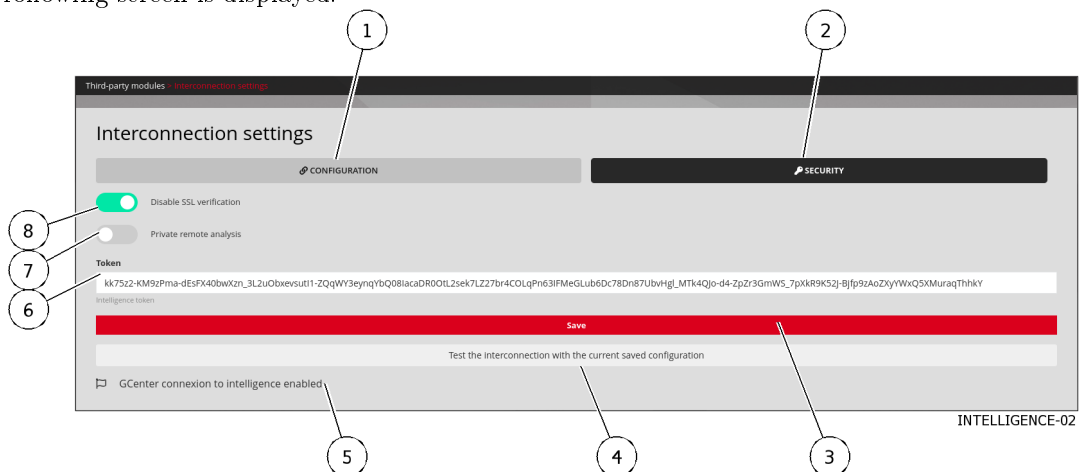 following screen is displayed.
1
2
Third-party modules > Interconnection settings
Interconnection settings
CONFIGURATION
SECURITY
8
Disable SSL verification
7
Private remote analysis
Token
6
kk75z2-KM9zPma-dEsFX40bwXzn_3L2uObxevsutI1-ZQqWY3eynqYbQ08IacaDR0OtL2sek7LZ27br4COLqPn63IFMeGLub6Dc78Dn87UbvHgl_MTk4QJo-d4-ZpZr3GmWS_7pXkR9K52J-Bjfp9zAoZXyYWxQ5XMuraqThhkY
Intelligence token
Save
Test the interconnection with the current saved configuration
GCenter connexion to intelligence enabled
INTELLIGENCE-02
5
4
3